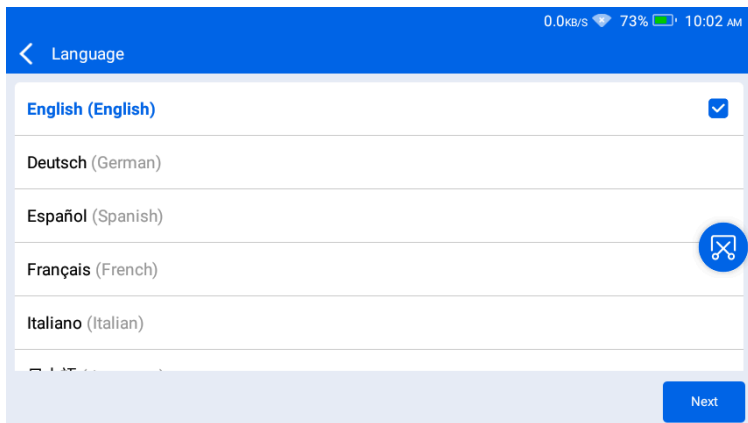 0.0KB/S 73% 10:02 AM
Language
English (English)
Deutsch (German)
Español (Spanish)
Français (French)
Italiano (Italian)
Next